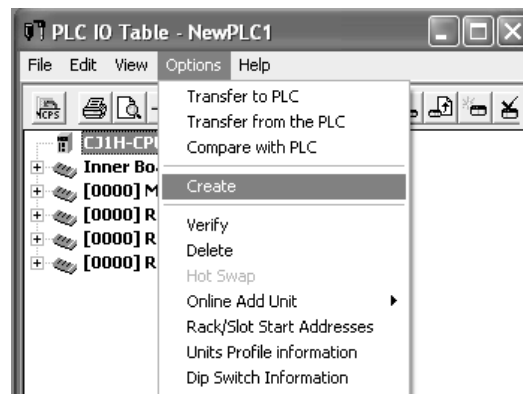 PLC IO Table - NewPLC1
File Edit View Options Help
NCPS
CJ1H-CPU
Inner Bo
[0000] M
[0000] R
[0000] R
[0000] R
Transfer to PLC
Transfer from the PLC
Compare with PLC
Create
Verify
Delete
Hot Swap
Online Add Unit
Rack/Slot Start Addresses
Units Profile information
Dip Switch Information